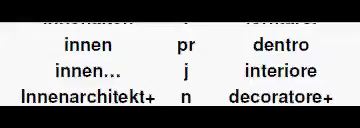 innen pr dentro
innen... j interiore
Innenarchitekt+ n decoratore+